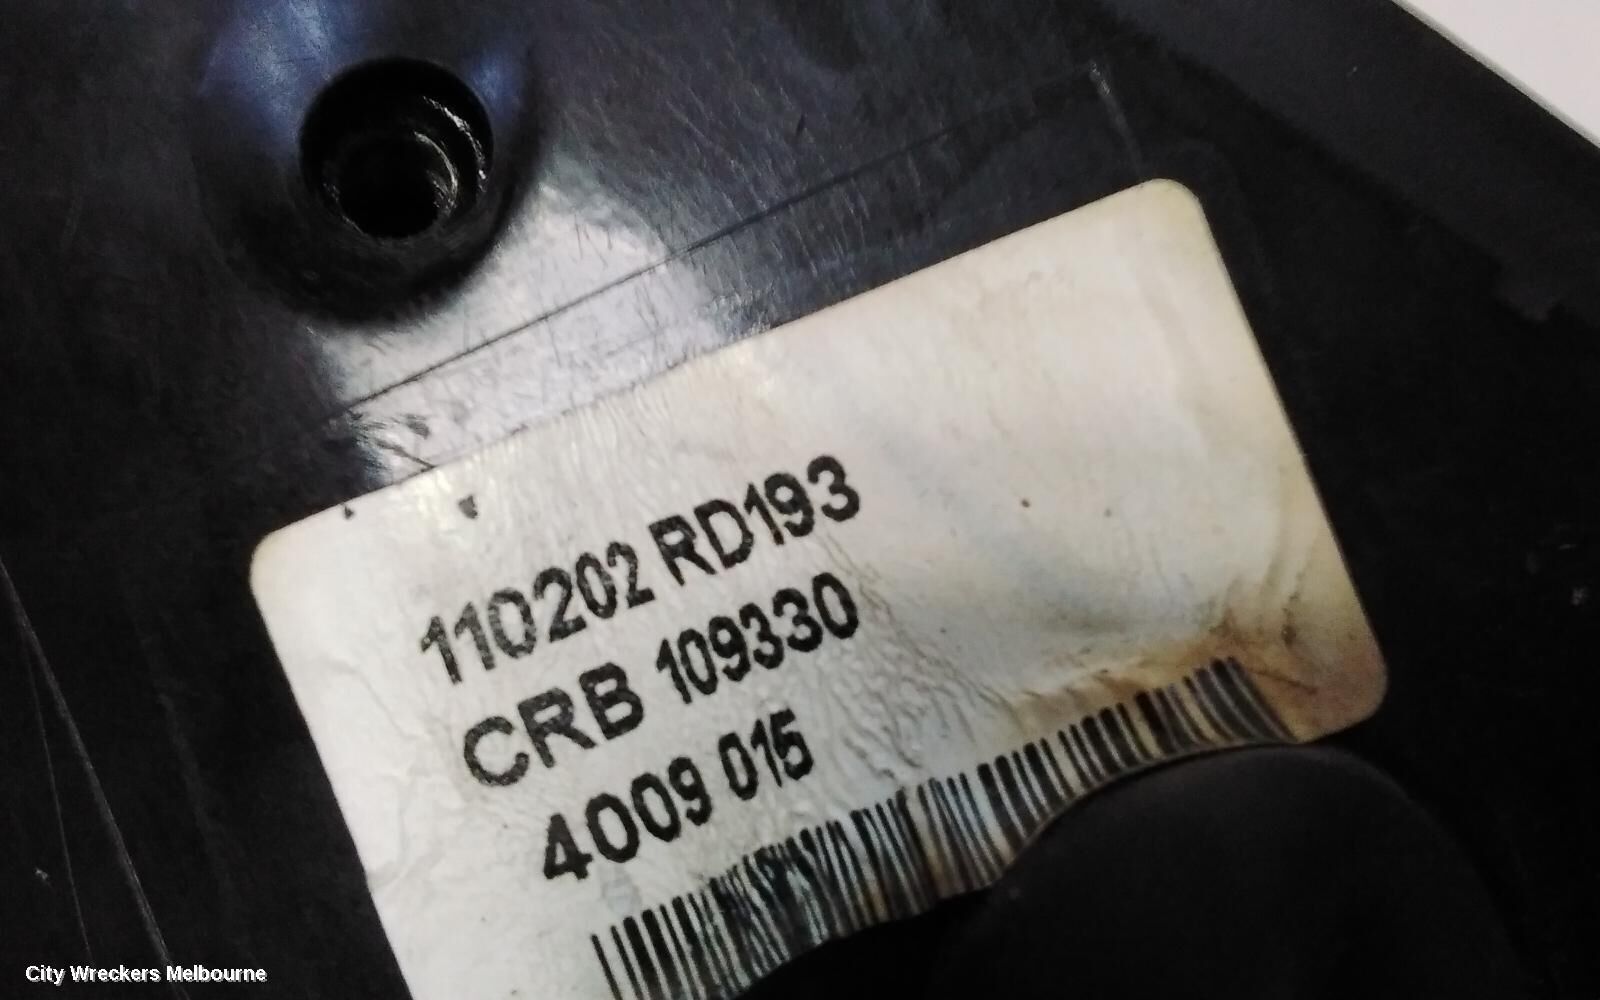 110202 RD193
CRB 109330
4009 015
City Wreckers Melbourne